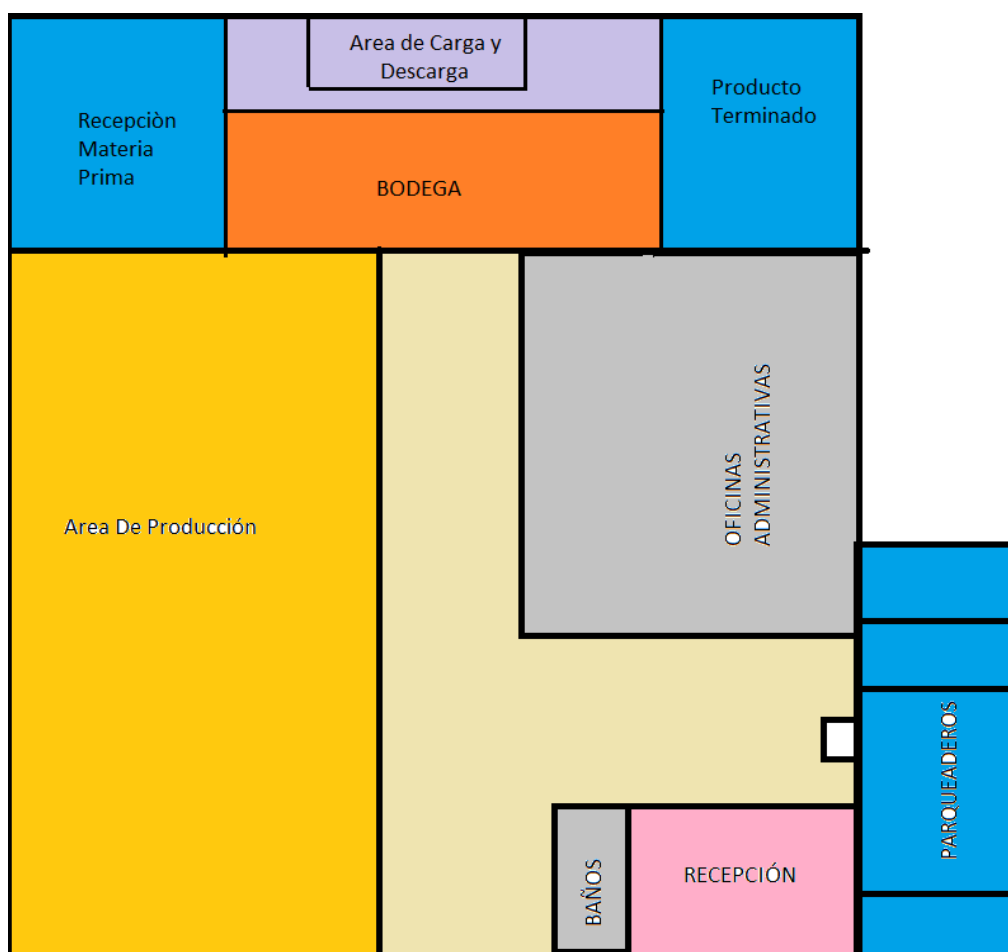 Area de Carga y
Descarga
Recepciòn
Materia
Prima
Producto
Terminado
BODEGA
Area De Producción
OFICINAS
ADMINISTRATIVAS
PARQUEADEROS
BAÑOS
RECEPCIÓN